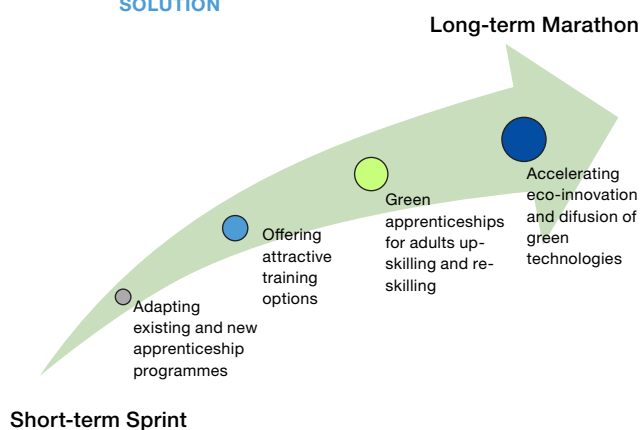 SOLUTION
Long-term Marathon
Accelerating
eco-innovation
and difusion of
green
technologies
Green
apprenticeships
for adults up-
skilling and re-
skilling
Offering
attractive
training
options
Adapting
existing and new
apprenticeship
programmes
Short-term Sprint